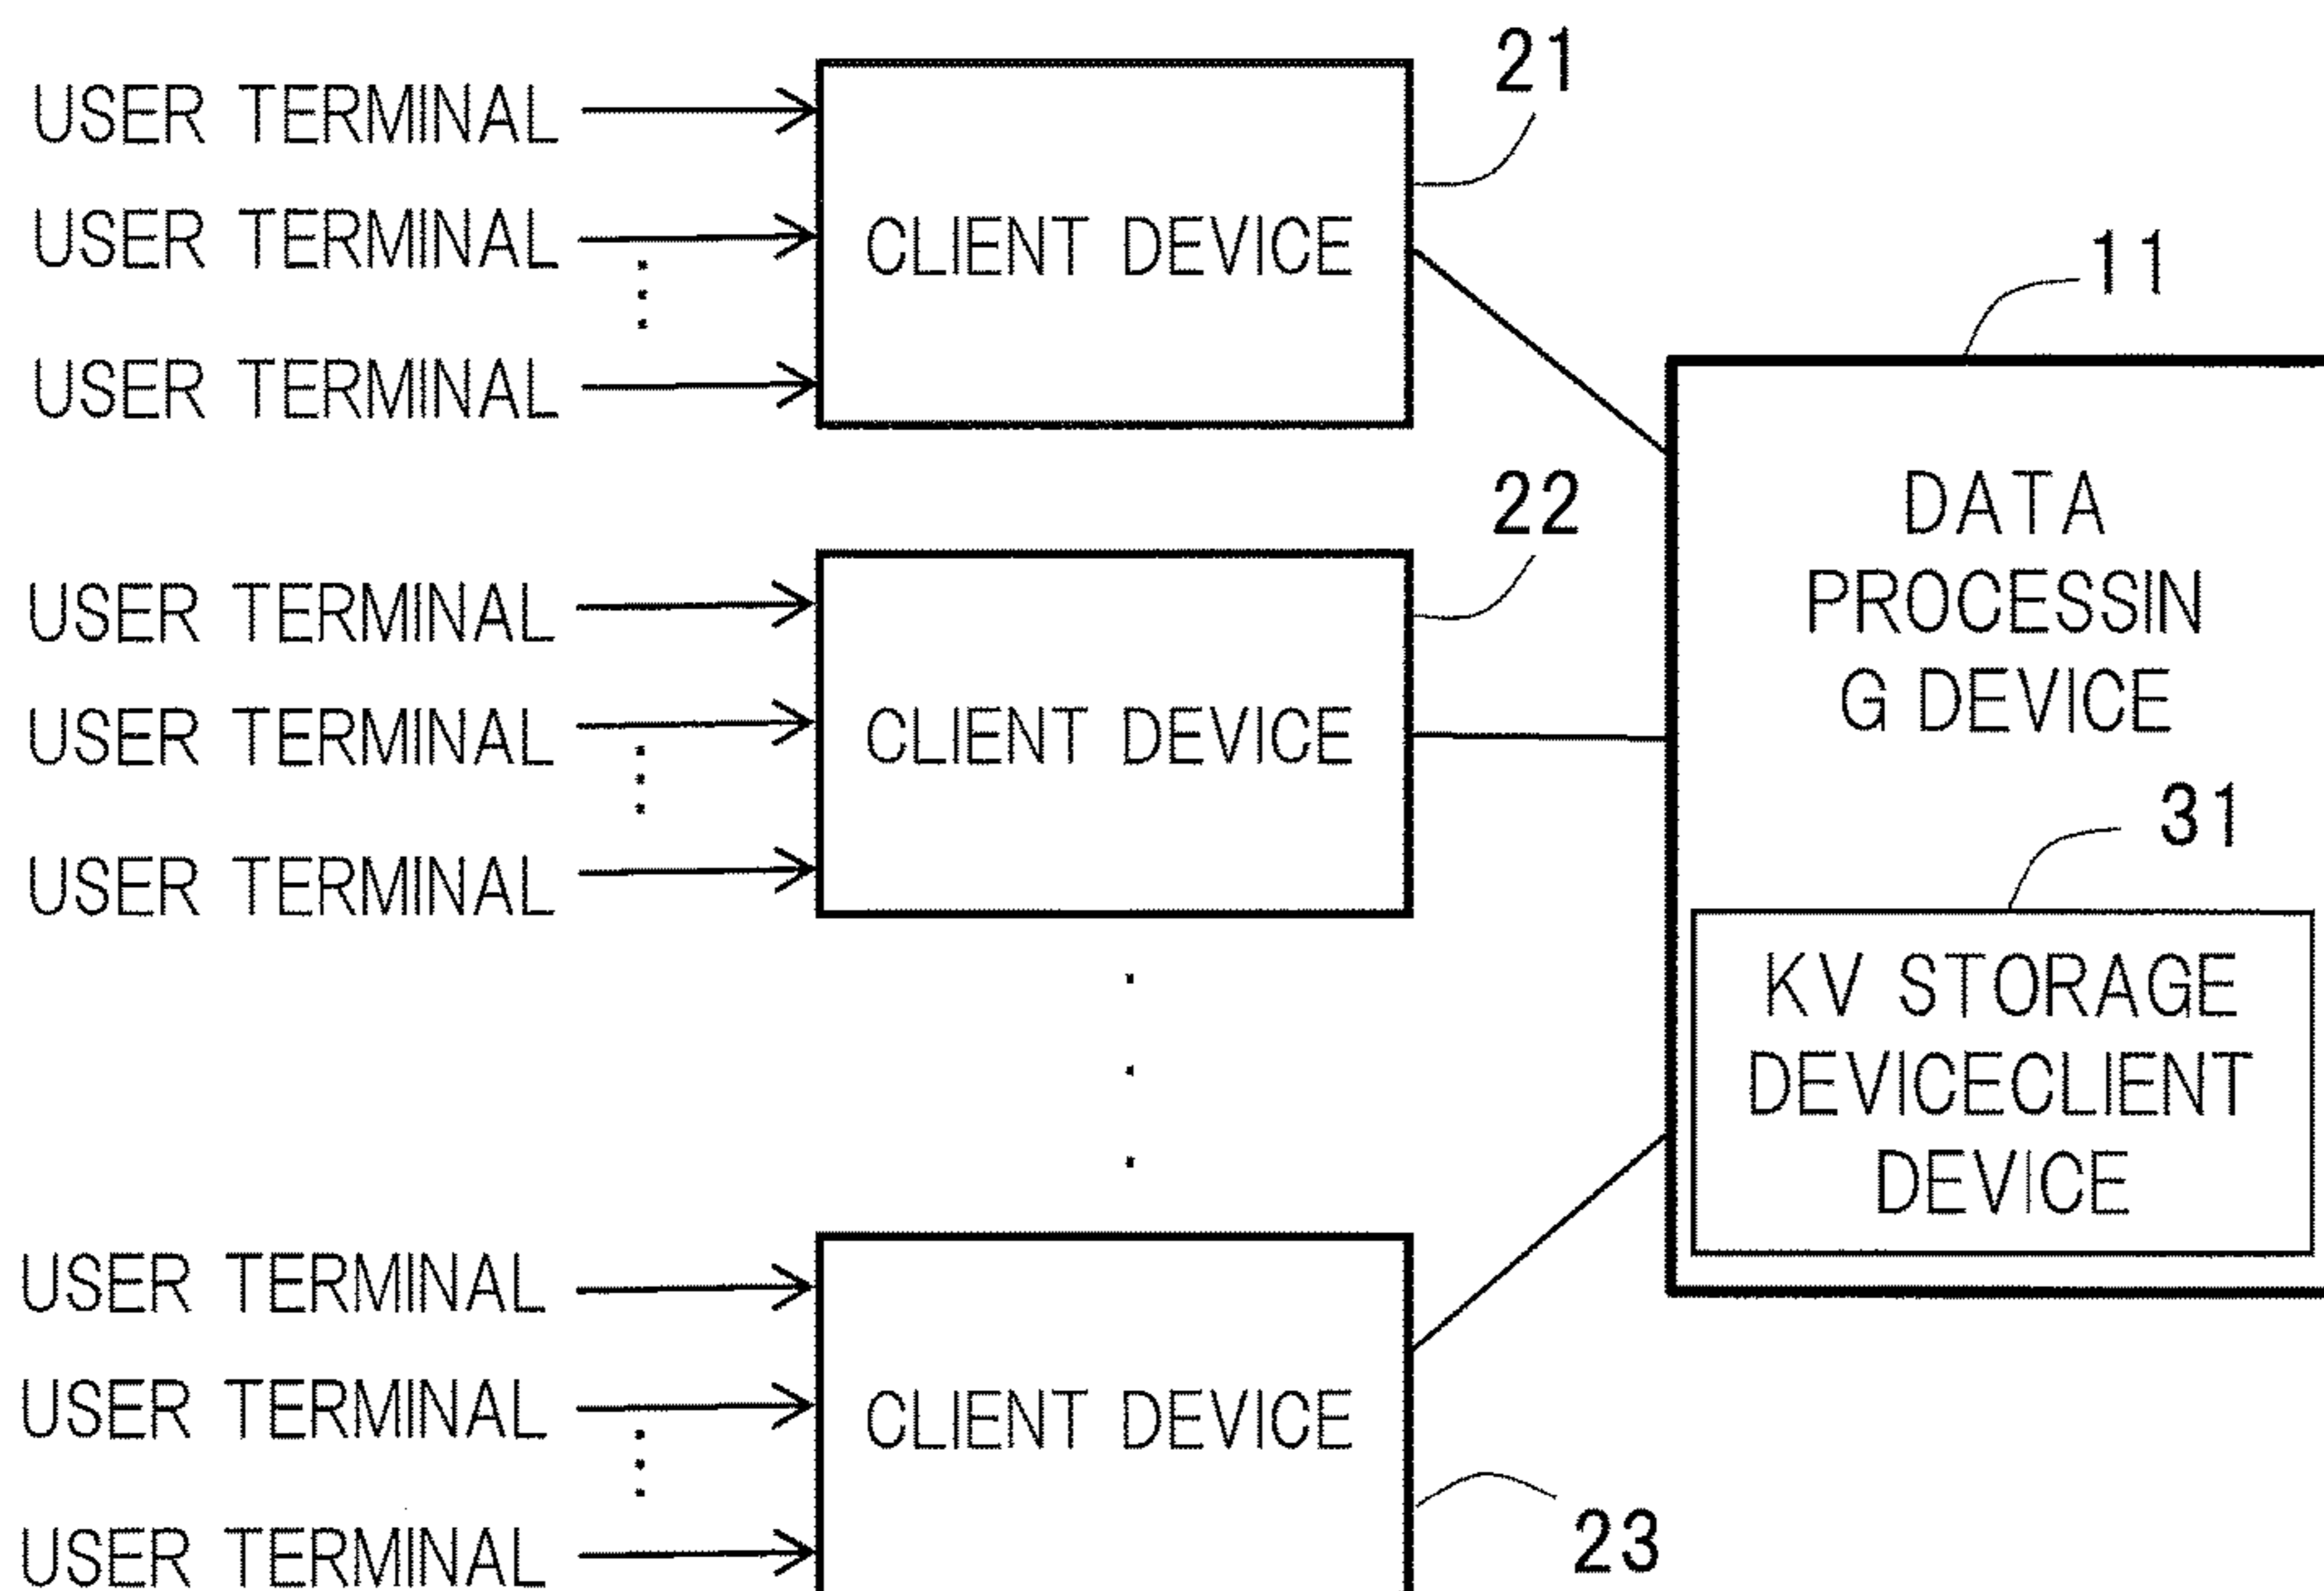 USER TERMINAL
USER TERMINAL
USER TERMINAL
CLIENT DEVICE
21
USER TERMINAL
USER TERMINAL
USER TERMINAL
CLIENT DEVICE
22
USER TERMINAL
USER TERMINAL
USER TERMINAL
CLIENT DEVICE
23
11
DATA
PROCESSIN
G DEVICE
31
KV STORAGE
DEVICECLIENT
DEVICE